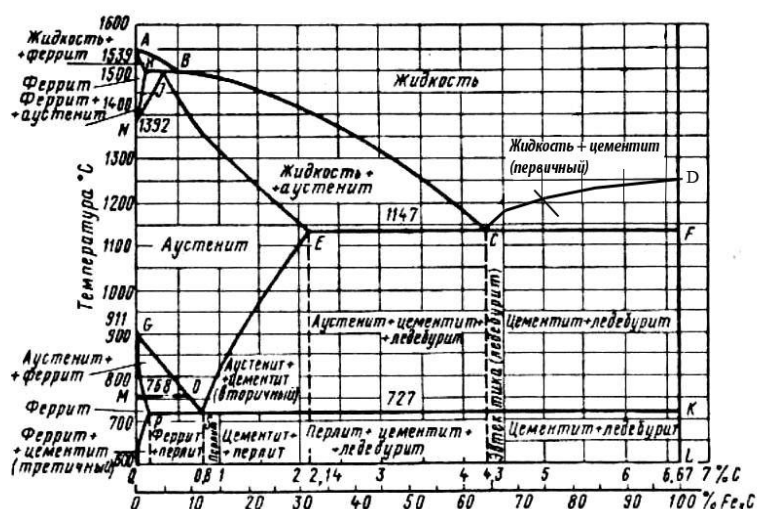 1600
1539
1500
1400
1300
1200
1100
1000
911
900
800
700
600
Температура °С
Жидкость+
+феррит
Феррит
Феррит+
+аустенит
N
1392
A
H
B
J
Жидкость
Жидкость + цементит
(первичный)
D
Жидкость+
+аустенит
1147
E
C
F
Аустенит
G
Аустенит+
+феррит
М
768
O
Феррит
Феррит+
+цементит
(третичный)
P
Феррит
+перлит
Перлит
Аустенит+
+цементит
(вторичный)
Цементит+
+перлит
Аустенит+цементит+
+ледебурит
727
Перлит+цементит+
+ледебурит
Эвтектика (ледебурит)
Цементит+ледебурит
K
Цементит+ледебурит
L
0 0,8 1 2 2,14 3 4 4,3 5 6 6,67 7 % С
0 10 20 30 40 50 60 70 80 90 100 % Fe₃C